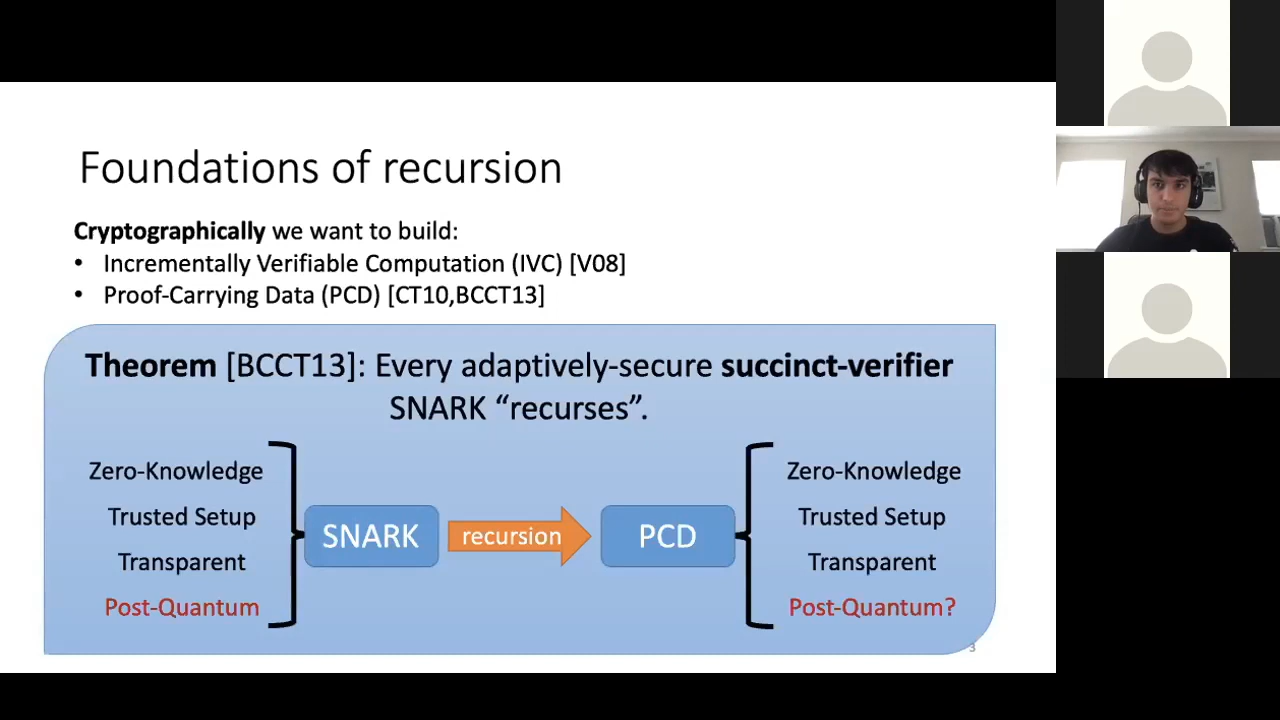 Foundations of recursion
Cryptographically we want to build:
• Incrementally Verifiable Computation (IVC) [V08]
• Proof-Carrying Data (PCD) [CT10,BCCT13]
Theorem [BCCT13]: Every adaptively-secure succinct-verifier
SNARK “recurses”.
Zero-Knowledge
Trusted Setup
Transparent
Post-Quantum
SNARK
recursion
PCD
Zero-Knowledge
Trusted Setup
Transparent
Post-Quantum?
3